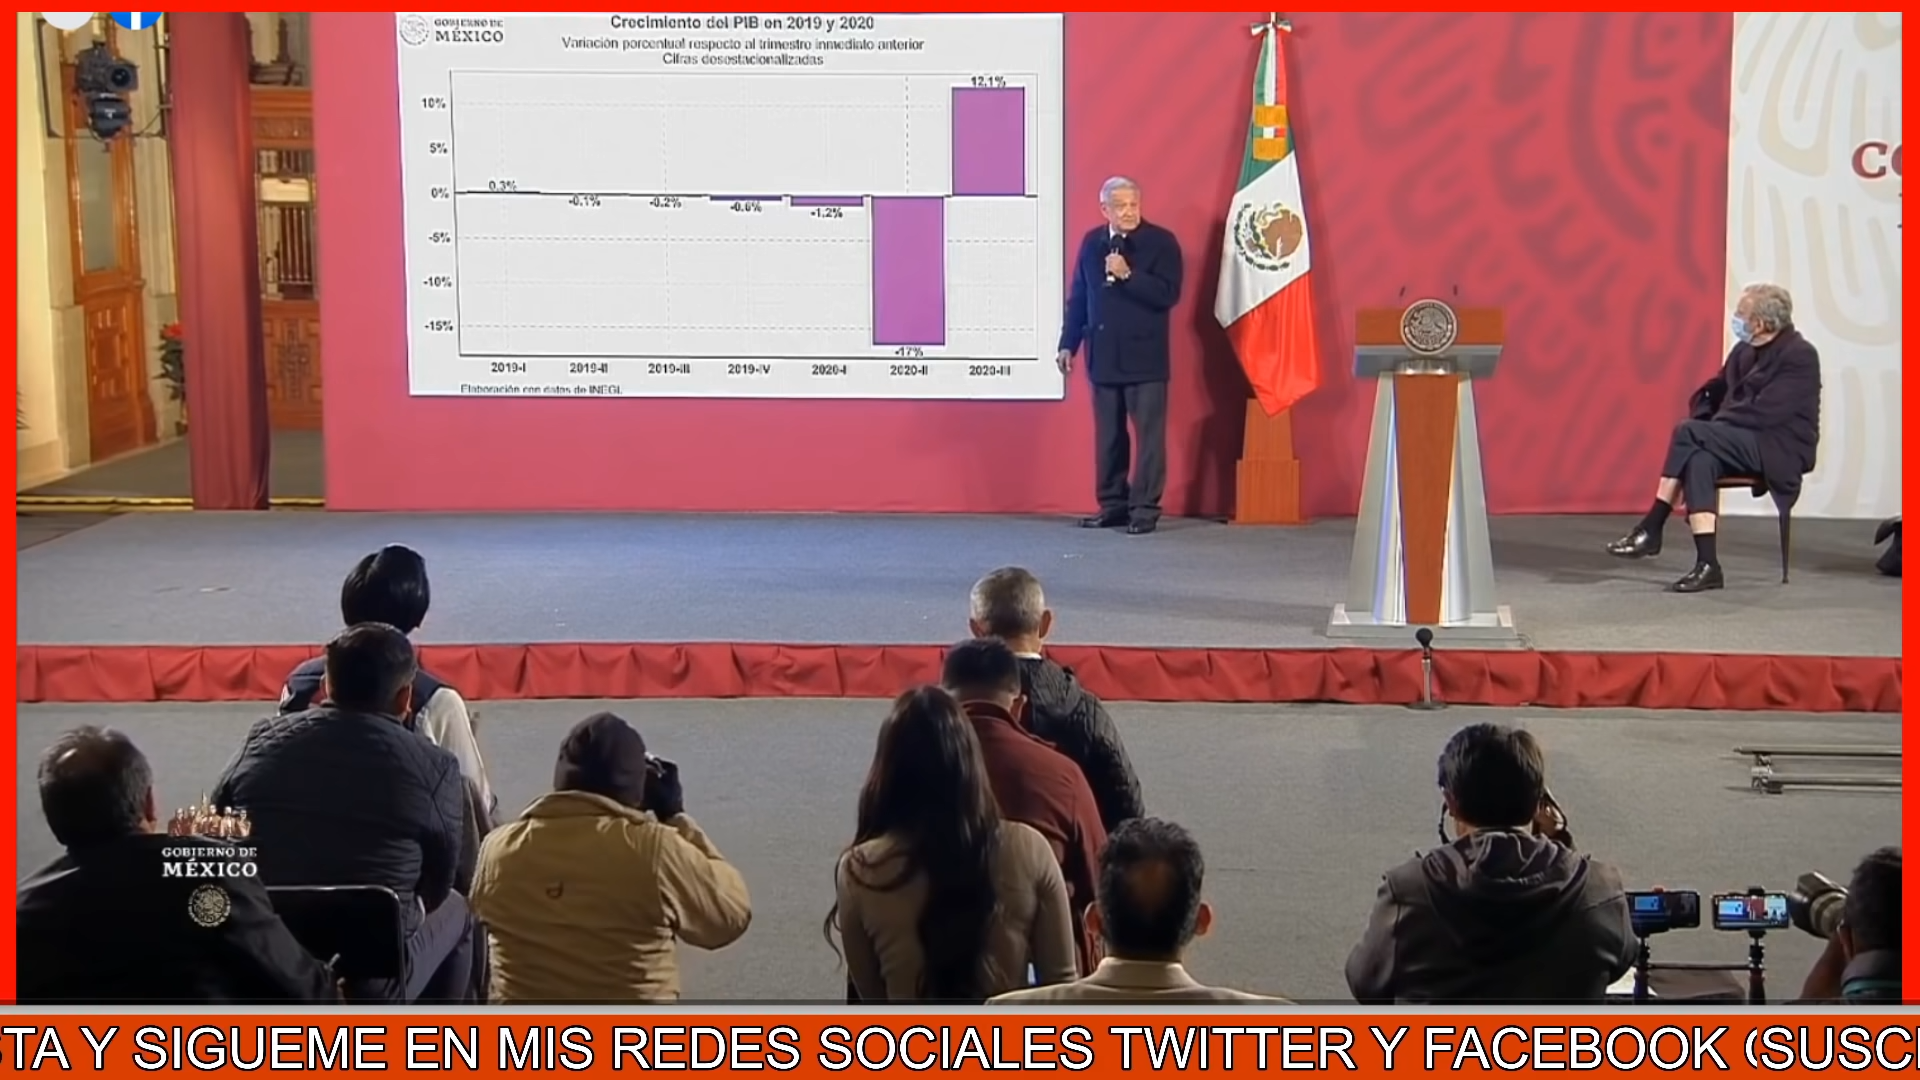 GOBIERNO DE
MÉXICO
Crecimiento del PIB en 2019 y 2020
Variación porcentual respecto al trimestre inmediato anterior
Cifras desestacionalizadas
12.1%
10%
5%
0%
0.3%
-0.1%
-0.2%
-0.6%
-1.2%
-5%
-10%
-15%
-17%
2019-I
2019-II
2019-III
2019-IV
2020-I
2020-II
2020-III
Elaboración con datos de INEGI.
CO
GOBIERNO DE
MÉXICO
STA Y SIGUEME EN MIS REDES SOCIALES TWITTER Y FACEBOOK (SUSC